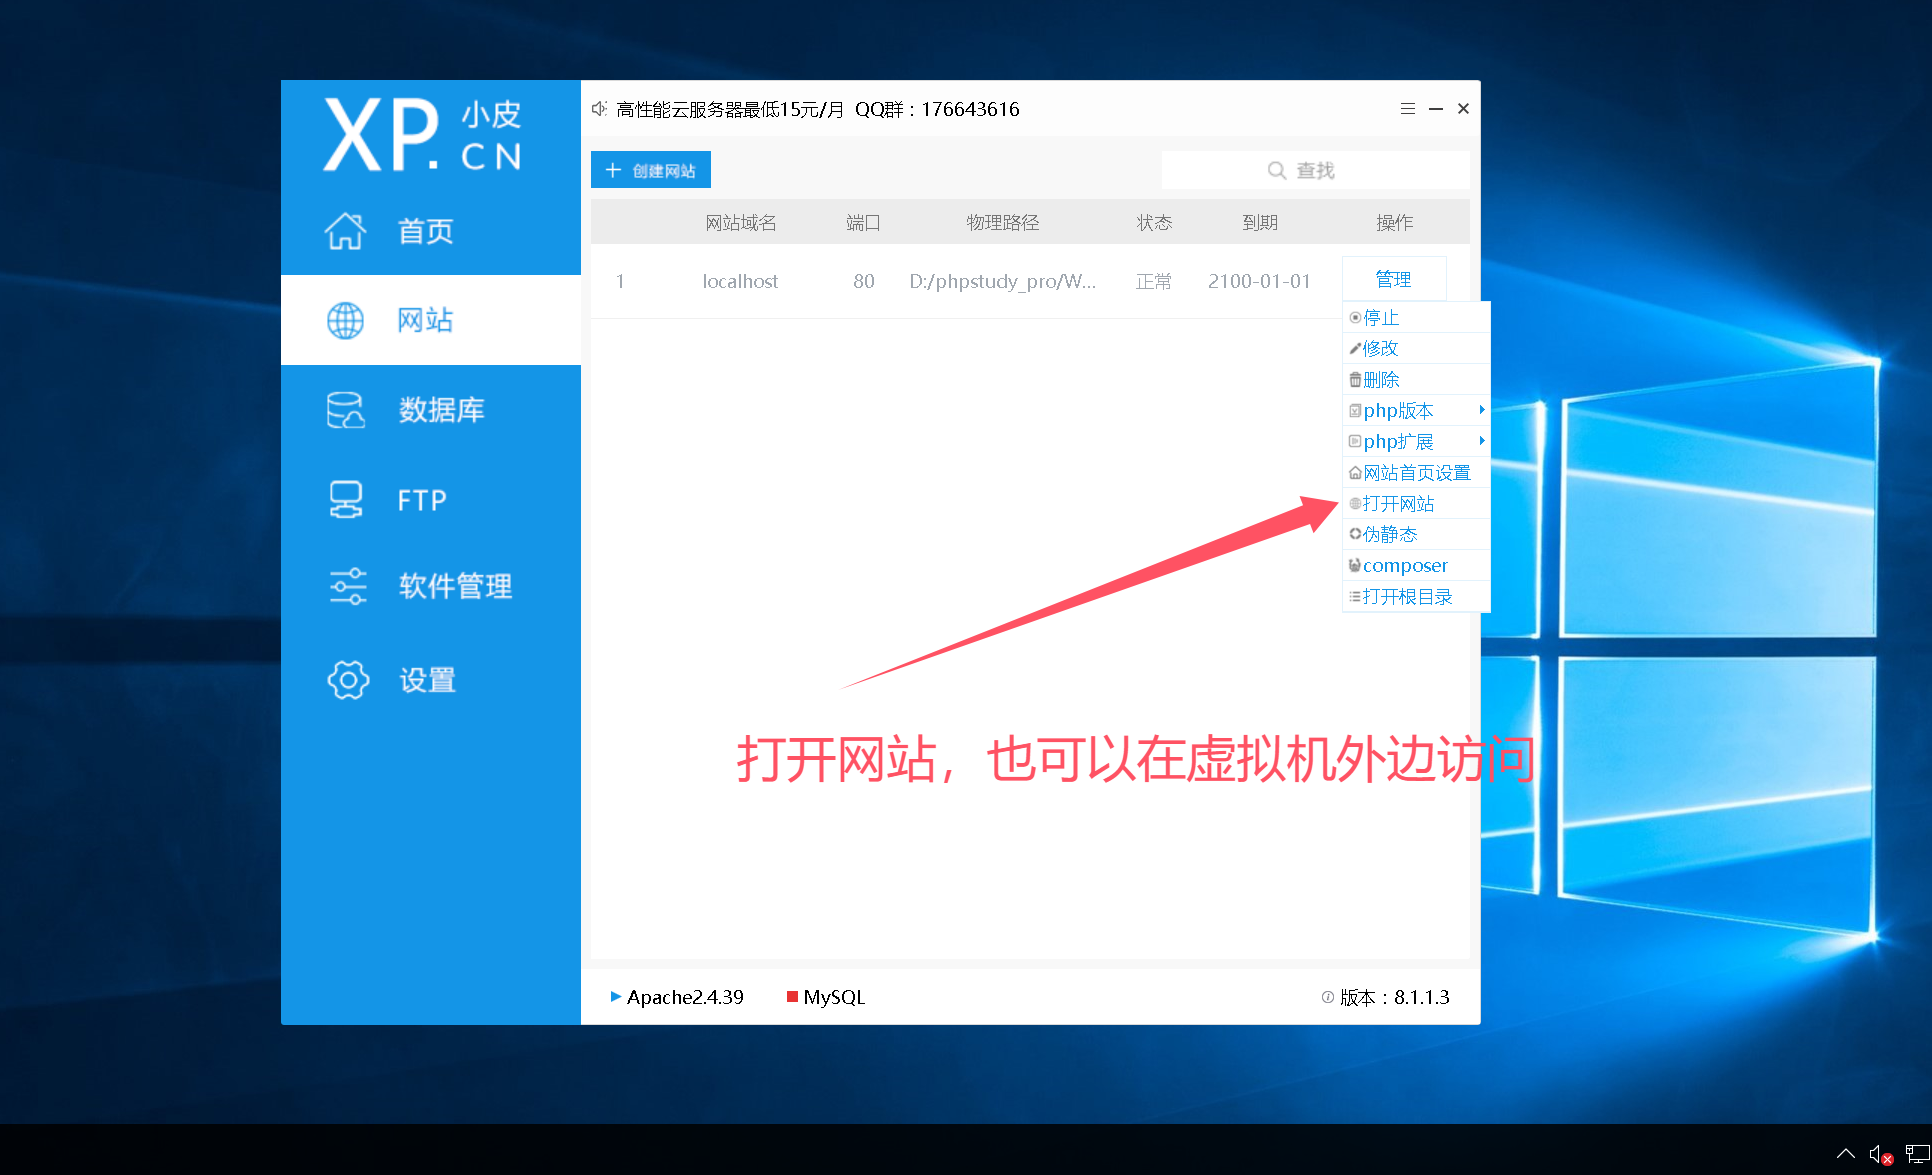 XP. 小皮
CN
高性能云服务器最低15元/月 QQ群：176643616
首页
网站
数据库
FTP
软件管理
设置
创建网站
查找
网站域名 端口 物理路径 状态 到期 操作
1 localhost 80 D:/phpstudy_pro/W... 正常 2100-01-01 管理
停止
修改
删除
php版本
php扩展
网站首页设置
打开网站
伪静态
composer
打开根目录
打开网站，也可以在虚拟机外边访问
Apache2.4.39 MySQL 版本：8.1.1.3